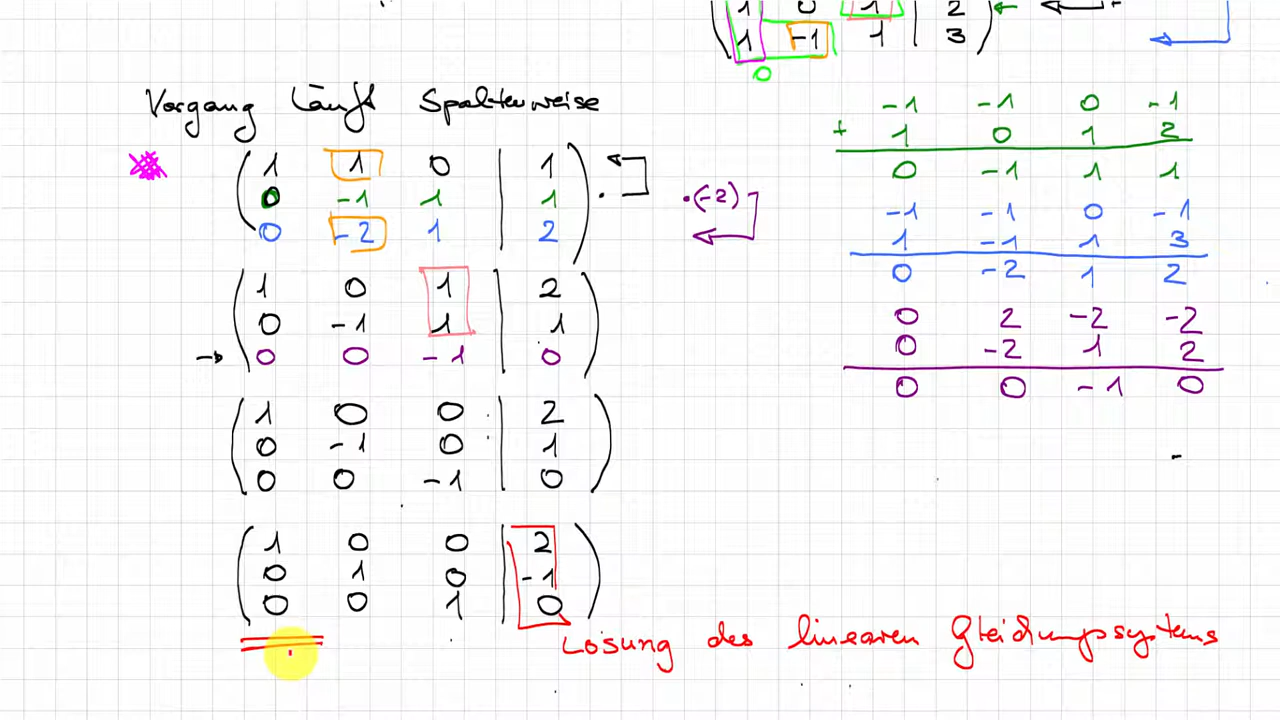 1 0 1 | 2
1 -1 1 | 3
0
Vorgang läuft Spaltenweise
1 1 0 | 1
0 -1 1 | 1
0 -2 1 | 2
·(-2)
1 0 1 | 2
0 -1 1 | 1
→ 0 0 -1 | 0
1 0 0 | 2
0 -1 0 | 1
0 0 -1 | 0
1 0 0 | 2
0 1 0 | -1
0 0 1 | 0
Lösung des linearen Gleichungssystems
-1 -1 0 -1
+ 1 0 1 2
0 -1 1 1
-1 -1 0 -1
1 -1 1 3
0 -2 1 2
0 2 -2 -2
0 -2 1 2
0 0 -1 0